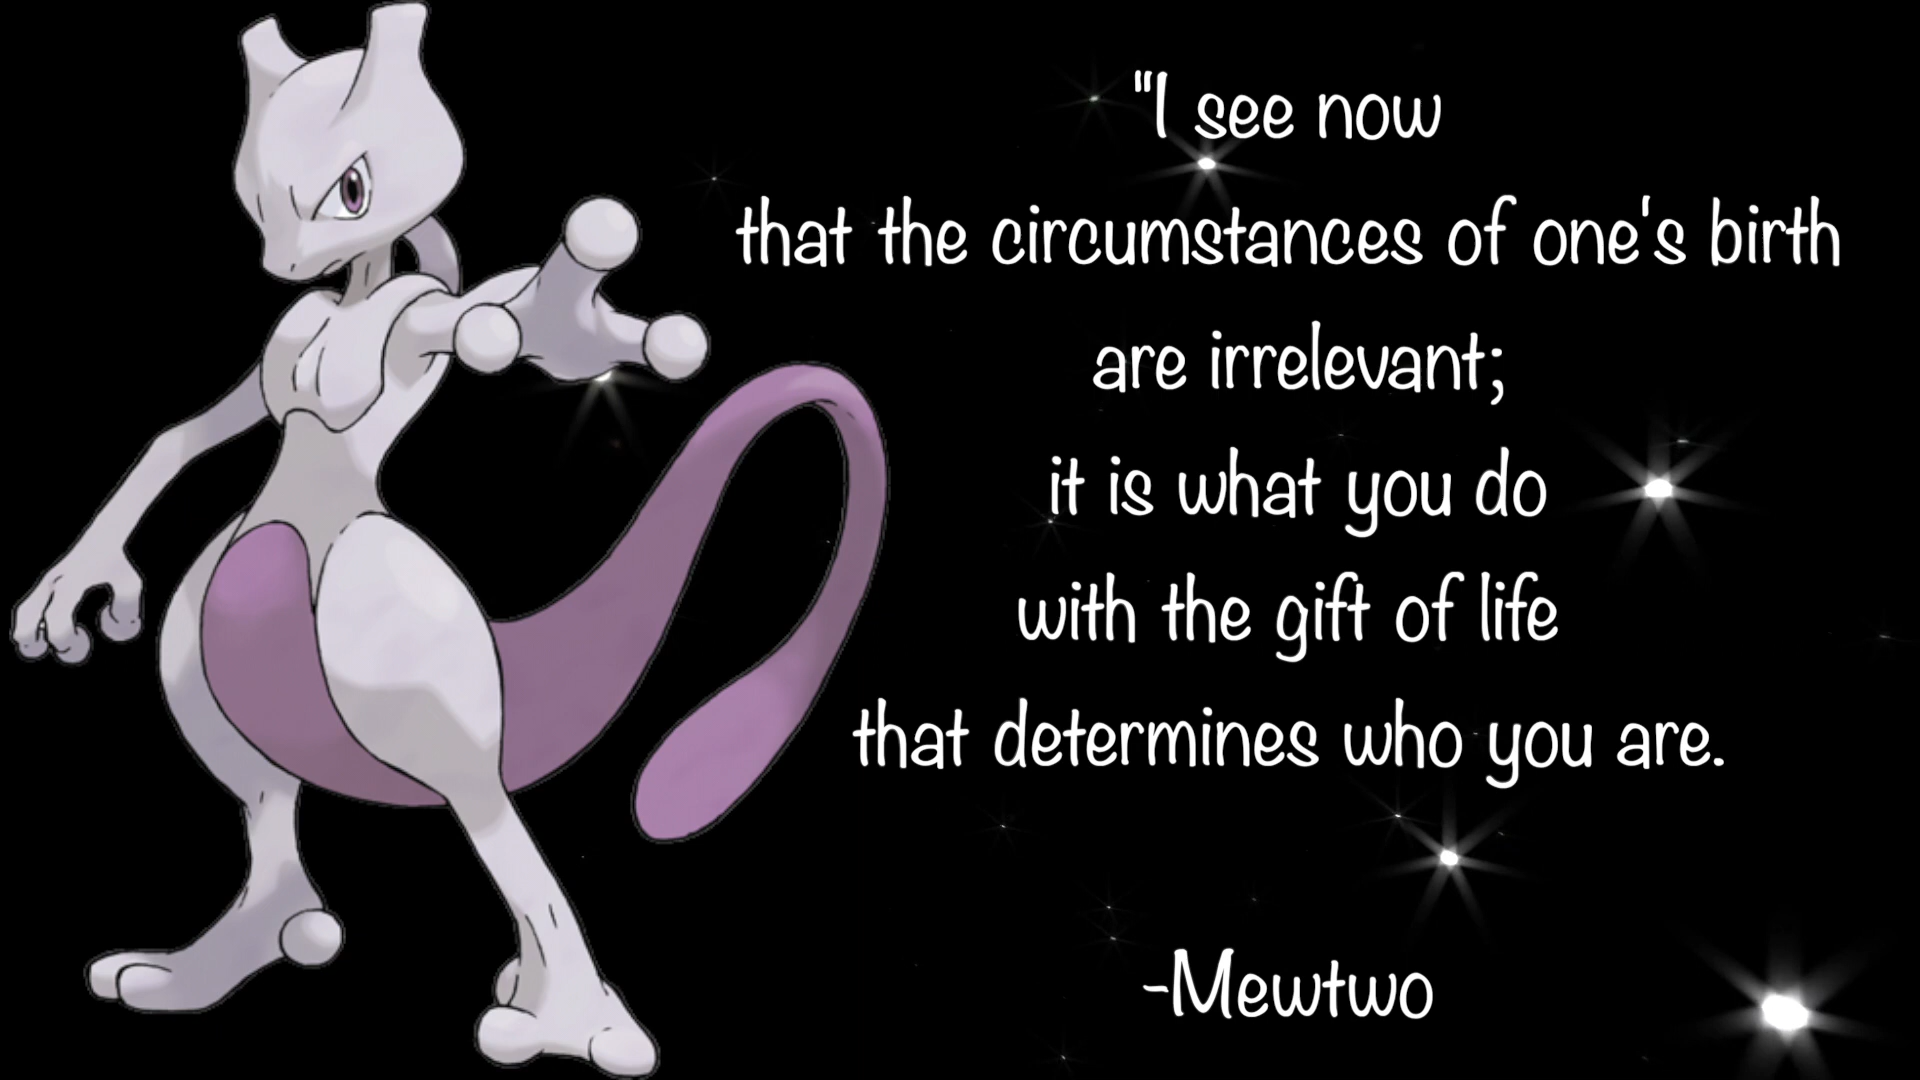 "I see now
that the circumstances of one's birth
are irrelevant;
it is what you do
with the gift of life
that determines who you are.
-Mewtwo